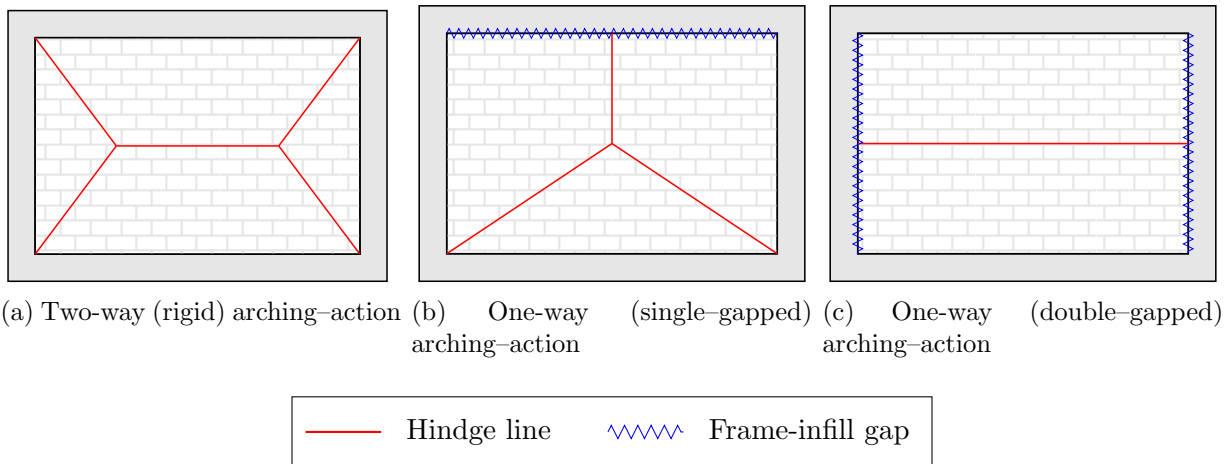 (a) Two-way (rigid) arching–action
(b) One-way (single–gapped)
arching–action
(c) One-way (double–gapped)
arching–action
Hindge line
Frame-infill gap